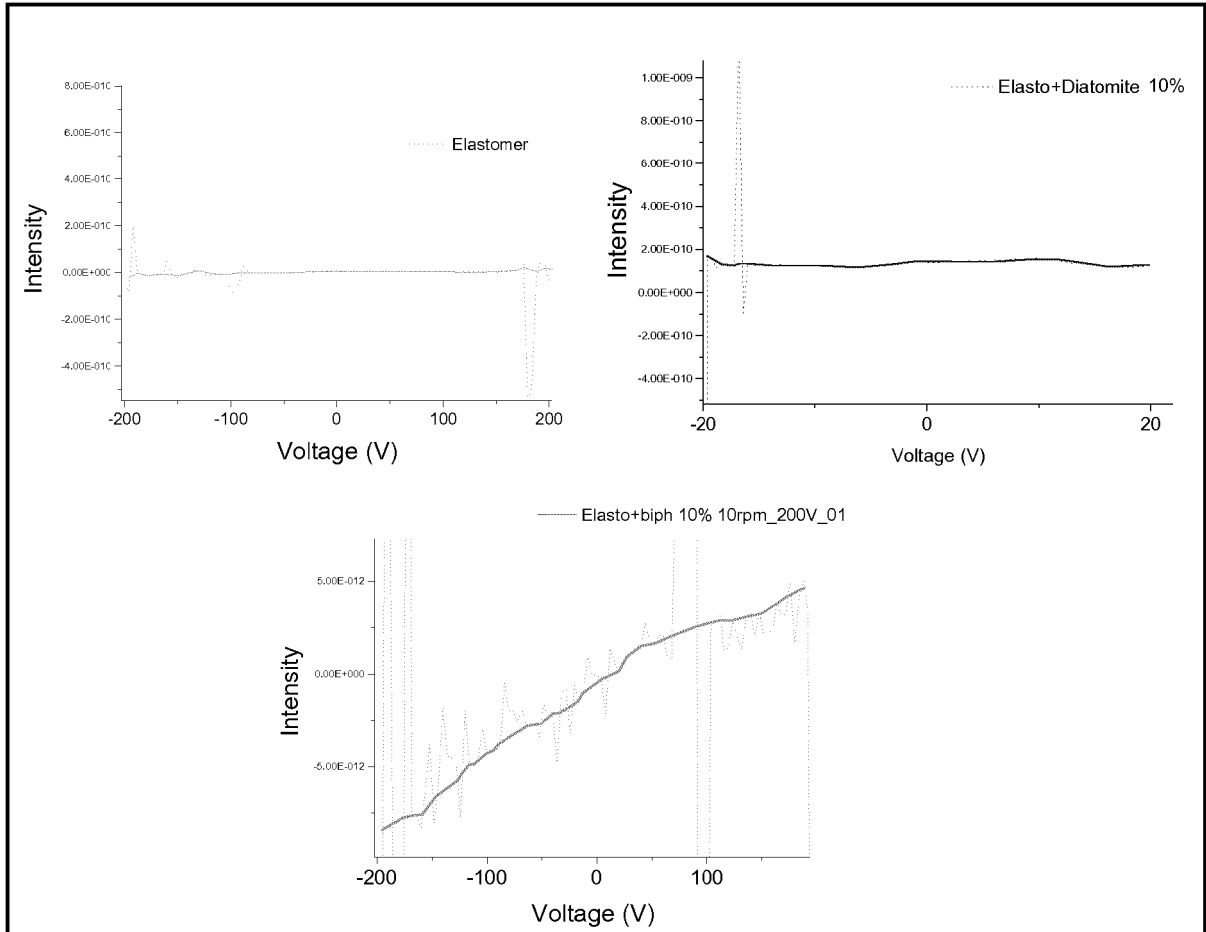 8.00E-010
6.00E-010
4.00E-010
2.00E-010
0.00E+000
-2.00E-010
-4.00E-010
Intensity
Elastomer
-200 -100 0 100 200
Voltage (V)
1.00E-009
8.00E-010
6.00E-010
4.00E-010
2.00E-010
0.00E+000
-2.00E-010
-4.00E-010
Intensity
Elasto+Diatomite 10%
-20 0 20
Voltage (V)
Elasto+biph 10% 10rpm_200V_01
5.00E-012
0.00E+000
-5.00E-012
Intensity
-200 -100 0 100
Voltage (V)